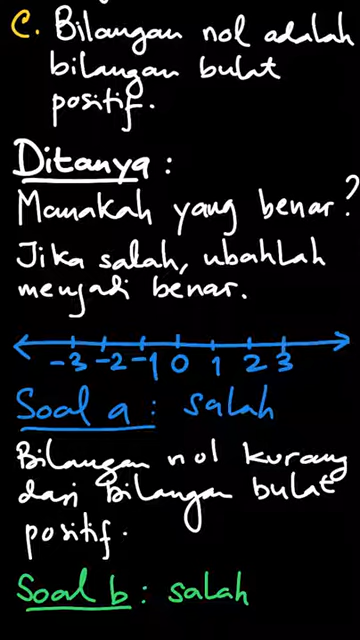 C. Bilangan nol adalah
bilangan bulat
positif.
Ditanya :
Manakah yang benar?
Jika salah, ubahlah
menjadi benar.
-3 -2 -1 0 1 2 3
Soal a : salah
Bilangan nol kurang
dari Bilangan bulat
positif.
Soal b : salah